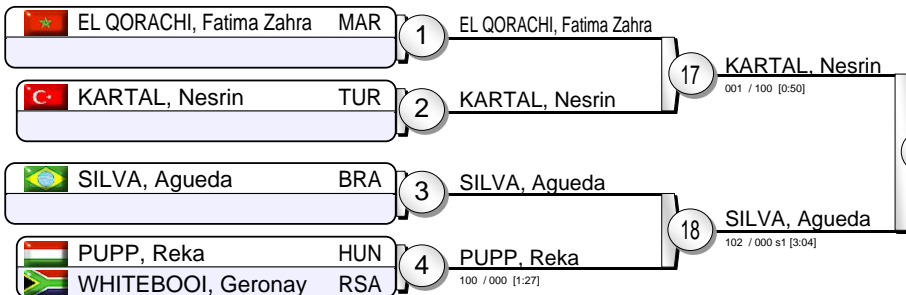 EL QORACHI, Fatima Zahra MAR
1
EL QORACHI, Fatima Zahra
17
KARTAL, Nesrin
001 / 100 [0:50]
KARTAL, Nesrin TUR
2
KARTAL, Nesrin
SILVA, Agueda BRA
3
SILVA, Agueda
18
SILVA, Agueda
102 / 000 s1 [3:04]
PUPP, Reka HUN
4
PUPP, Reka
100 / 000 [1:27]
WHITEBOOI, Geronay RSA